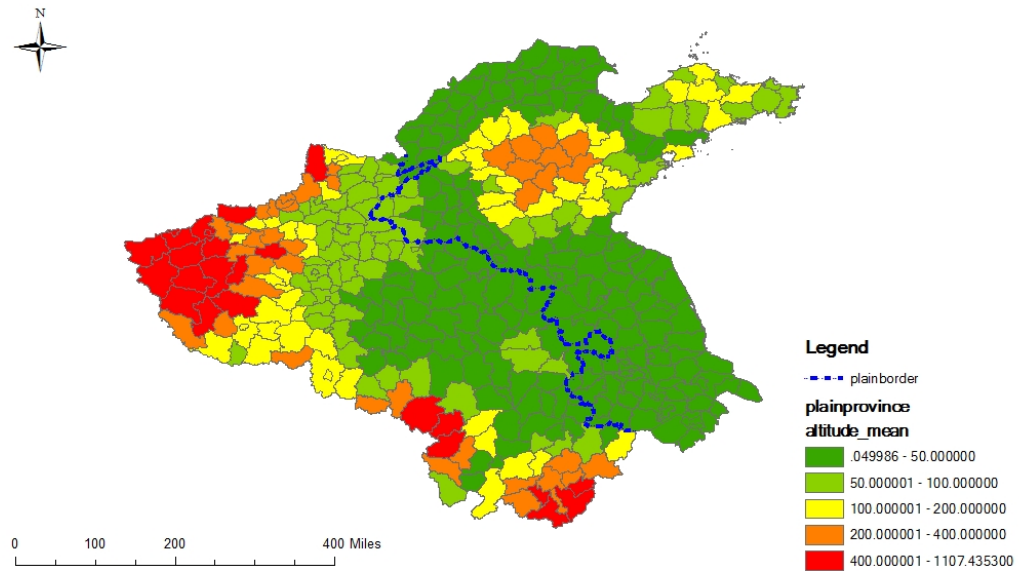 N
Legend
plainborder
plainprovince
altitude_mean
.049986 - 50.000000
50.000001 - 100.000000
100.000001 - 200.000000
200.000001 - 400.000000
400.000001 - 1107.435300
0 100 200 400 Miles